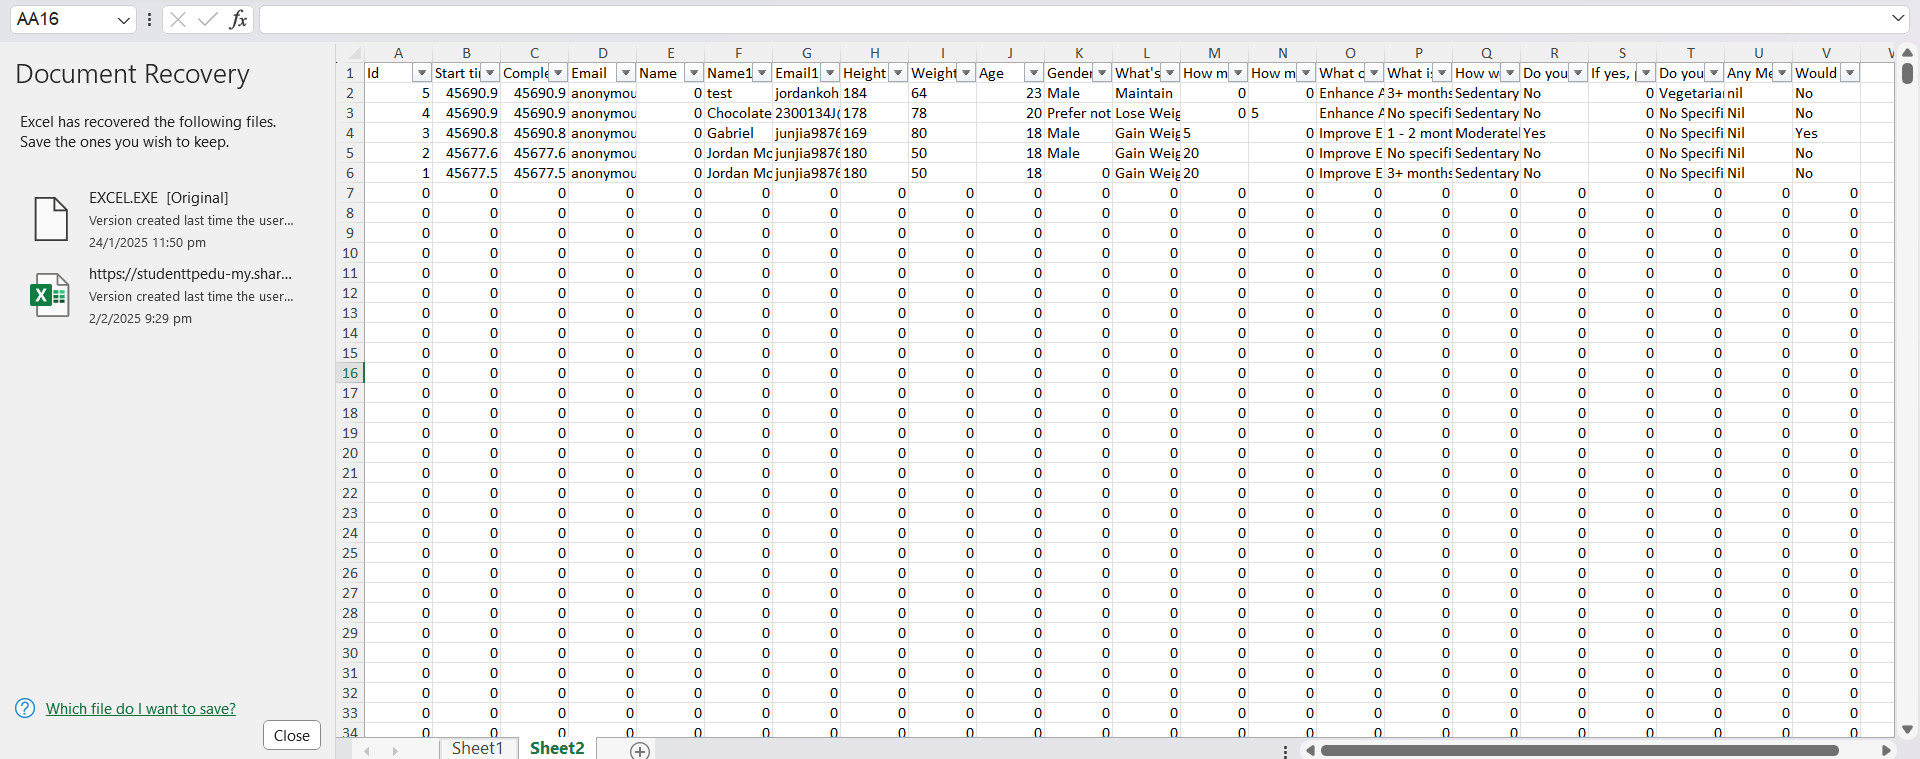 AA16 fx
Document Recovery
Excel has recovered the following files.
Save the ones you wish to keep.
EXCEL.EXE [Original]
Version created last time the user...
24/1/2025 11:50 pm
https://studenttpedu-my.shar...
Version created last time the user...
2/2/2025 9:29 pm
Which file do I want to save?
Close
A B C D E F G H I J K L M N O P Q R S T U V
1 Id Start ti Comple Email Name Name1 Email1 Height Weight Age Gender What's How m How m What c What i How w Do you If yes, Do you Any Me Would
2 5 45690.9 45690.9 anonymou 0 test jordankoh 184 64 23 Male Maintain 0 0 Enhance A 3+ months Sedentary No 0 Vegetarian nil No
3 4 45690.9 45690.9 anonymou 0 Chocolate 2300134J( 178 78 20 Prefer not Lose Weig 0 5 Enhance A No specifi Sedentary No 0 No Specifi Nil No
4 3 45690.8 45690.8 anonymou 0 Gabriel junjia9876 169 80 18 Male Gain Weig 5 0 Improve E 1 - 2 mont Moderatel Yes 0 No Specifi Nil Yes
5 2 45677.6 45677.6 anonymou 0 Jordan Mc junjia9876 180 50 18 Male Gain Weig 20 0 Improve E No specifi Sedentary No 0 No Specifi Nil No
6 1 45677.5 45677.5 anonymou 0 Jordan Mc junjia9876 180 50 18 0 Gain Weig 20 0 Improve E 3+ months Sedentary No 0 No Specifi Nil No
7 0 0 0 0 0 0 0 0 0 0 0 0 0 0 0 0 0 0 0 0 0 0
8 0 0 0 0 0 0 0 0 0 0 0 0 0 0 0 0 0 0 0 0 0 0
9 0 0 0 0 0 0 0 0 0 0 0 0 0 0 0 0 0 0 0 0 0 0
10 0 0 0 0 0 0 0 0 0 0 0 0 0 0 0 0 0 0 0 0 0 0
11 0 0 0 0 0 0 0 0 0 0 0 0 0 0 0 0 0 0 0 0 0 0
12 0 0 0 0 0 0 0 0 0 0 0 0 0 0 0 0 0 0 0 0 0 0
13 0 0 0 0 0 0 0 0 0 0 0 0 0 0 0 0 0 0 0 0 0 0
14 0 0 0 0 0 0 0 0 0 0 0 0 0 0 0 0 0 0 0 0 0 0
15 0 0 0 0 0 0 0 0 0 0 0 0 0 0 0 0 0 0 0 0 0 0
16 0 0 0 0 0 0 0 0 0 0 0 0 0 0 0 0 0 0 0 0 0 0
17 0 0 0 0 0 0 0 0 0 0 0 0 0 0 0 0 0 0 0 0 0 0
18 0 0 0 0 0 0 0 0 0 0 0 0 0 0 0 0 0 0 0 0 0 0
19 0 0 0 0 0 0 0 0 0 0 0 0 0 0 0 0 0 0 0 0 0 0
20 0 0 0 0 0 0 0 0 0 0 0 0 0 0 0 0 0 0 0 0 0 0
21 0 0 0 0 0 0 0 0 0 0 0 0 0 0 0 0 0 0 0 0 0 0
22 0 0 0 0 0 0 0 0 0 0 0 0 0 0 0 0 0 0 0 0 0 0
23 0 0 0 0 0 0 0 0 0 0 0 0 0 0 0 0 0 0 0 0 0 0
24 0 0 0 0 0 0 0 0 0 0 0 0 0 0 0 0 0 0 0 0 0 0
25 0 0 0 0 0 0 0 0 0 0 0 0 0 0 0 0 0 0 0 0 0 0
26 0 0 0 0 0 0 0 0 0 0 0 0 0 0 0 0 0 0 0 0 0 0
27 0 0 0 0 0 0 0 0 0 0 0 0 0 0 0 0 0 0 0 0 0 0
28 0 0 0 0 0 0 0 0 0 0 0 0 0 0 0 0 0 0 0 0 0 0
29 0 0 0 0 0 0 0 0 0 0 0 0 0 0 0 0 0 0 0 0 0 0
30 0 0 0 0 0 0 0 0 0 0 0 0 0 0 0 0 0 0 0 0 0 0
31 0 0 0 0 0 0 0 0 0 0 0 0 0 0 0 0 0 0 0 0 0 0
32 0 0 0 0 0 0 0 0 0 0 0 0 0 0 0 0 0 0 0 0 0 0
33 0 0 0 0 0 0 0 0 0 0 0 0 0 0 0 0 0 0 0 0 0 0
34 0 0 0 0 0 0 0 0 0 0 0 0 0 0 0 0 0 0 0 0 0 0
Sheet1 Sheet2